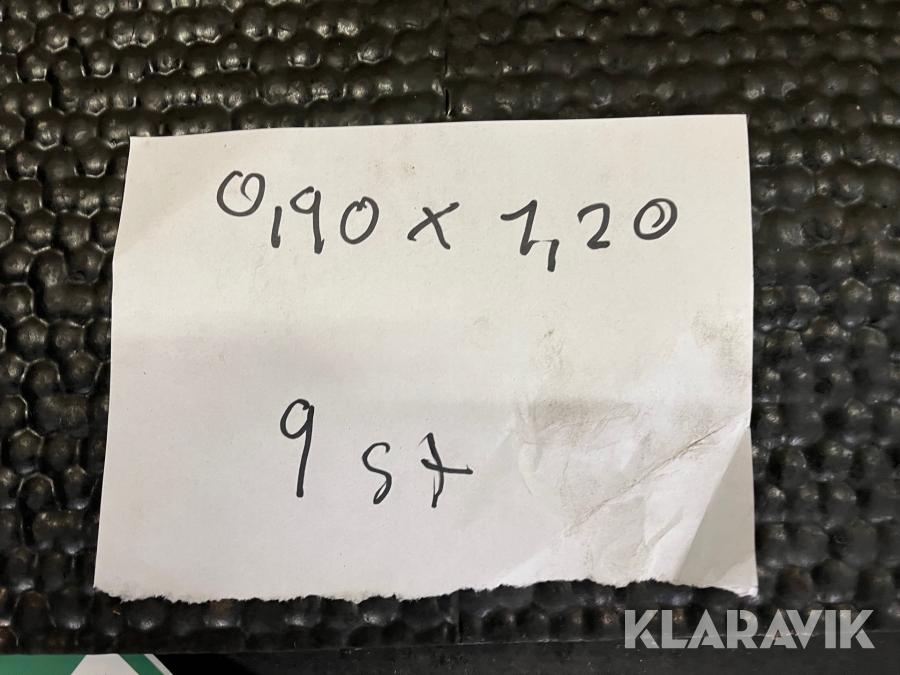 0,90 x 1,20
9 st
KLARAVIK